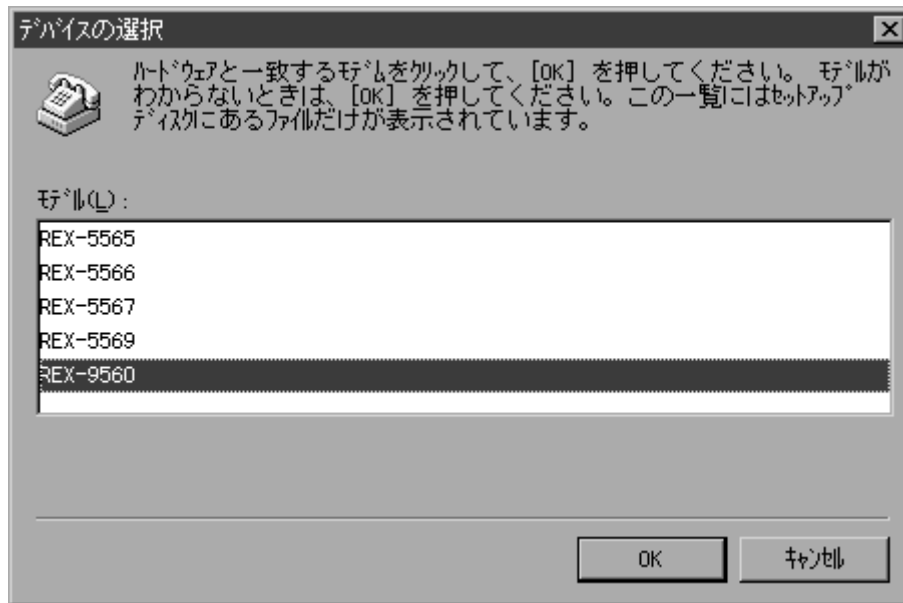 デバイスの選択
ハードウェアと一致するモデムをクリックして、[OK] を押してください。 モデルが
わからないときは、[OK] を押してください。この一覧にはセットアップ
ディスクにあるファイルだけが表示されています。
モデル(L):
REX-5565
REX-5566
REX-5567
REX-5569
REX-9560
OK
キャンセル